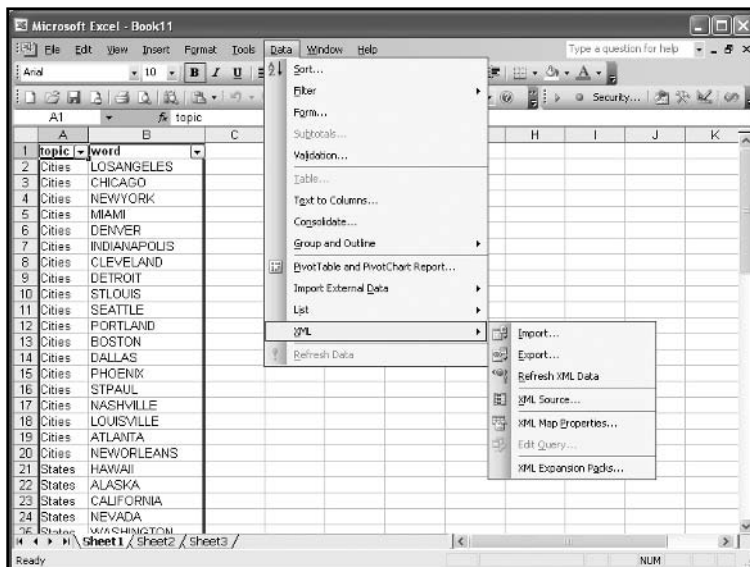 Microsoft Excel - Book11
File Edit View Insert Format Tools Data Window Help Type a question for help
Arial 10 B I U
Security...
A1 fx topic
A B C H I J K
1 topic word
2 Cities LOSANGELES
3 Cities CHICAGO
4 Cities NEWYORK
5 Cities MIAMI
6 Cities DENVER
7 Cities INDIANAPOLIS
8 Cities CLEVELAND
9 Cities DETROIT
10 Cities STLOUIS
11 Cities SEATTLE
12 Cities PORTLAND
13 Cities BOSTON
14 Cities DALLAS
15 Cities PHOENIX
16 Cities STPAUL
17 Cities NASHVILLE
18 Cities LOUISVILLE
19 Cities ATLANTA
20 Cities NEWORLEANS
21 States HAWAII
22 States ALASKA
23 States CALIFORNIA
24 States NEVADA
25 States WASHINGTON
Sort...
Filter
Form...
Subtotals...
Validation...
Table...
Text to Columns...
Consolidate...
Group and Outline
PivotTable and PivotChart Report...
Import External Data
List
XML
Refresh Data
Import...
Export...
Refresh XML Data
XML Source...
XML Map Properties...
Edit Query...
XML Expansion Packs...
Sheet1 Sheet2 Sheet3
Ready NUM